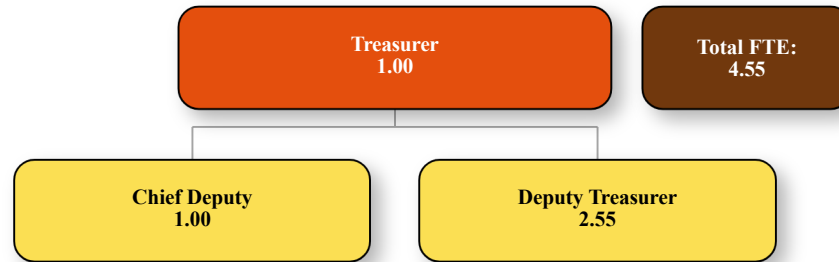 Treasurer
1.00
Total FTE:
4.55
Chief Deputy
1.00
Deputy Treasurer
2.55